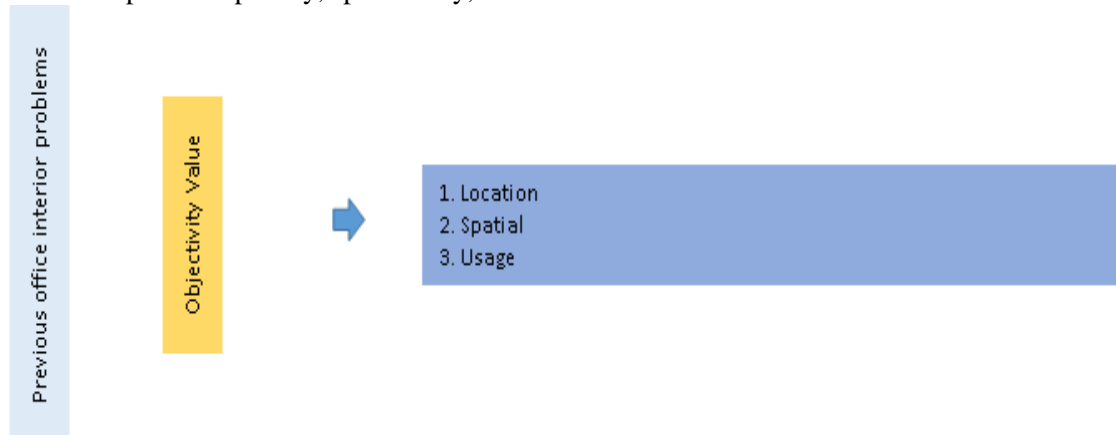 Previous office interior problems
Objectivity Value
1. Location
2. Spatial
3. Usage